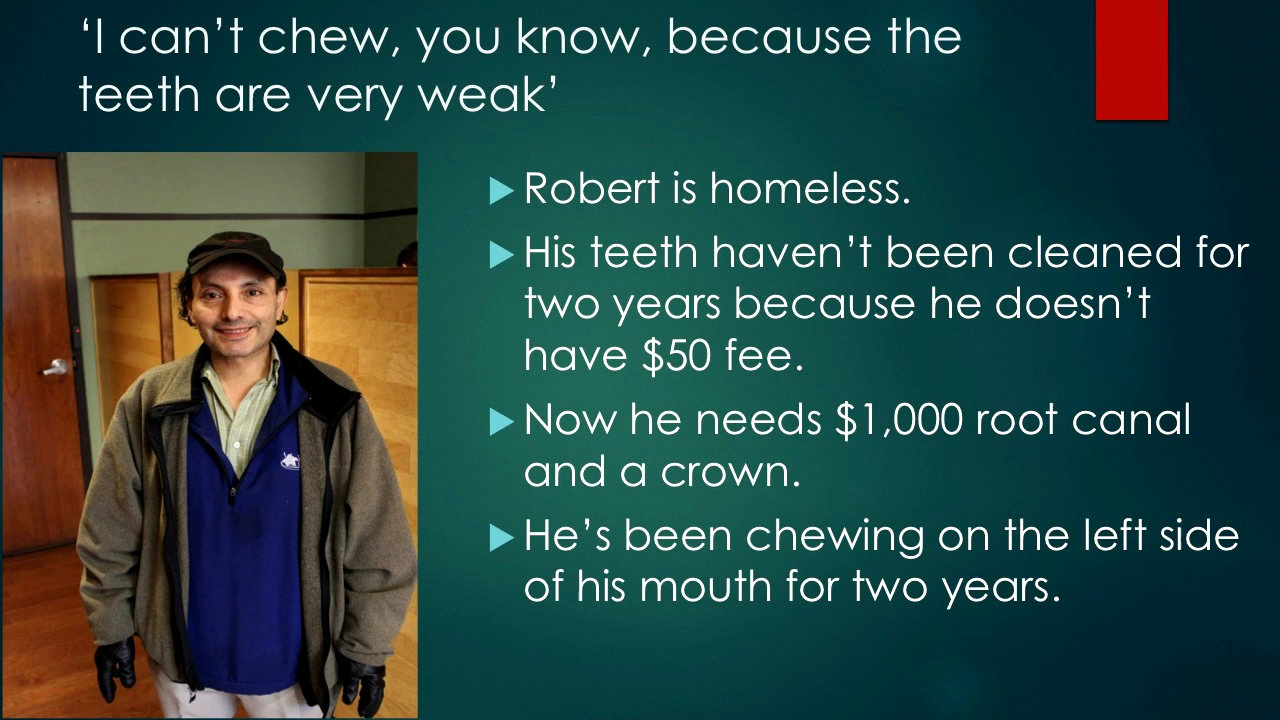 ‘I can’t chew, you know, because the
teeth are very weak’
Robert is homeless.
His teeth haven’t been cleaned for
two years because he doesn’t
have $50 fee.
Now he needs $1,000 root canal
and a crown.
He’s been chewing on the left side
of his mouth for two years.